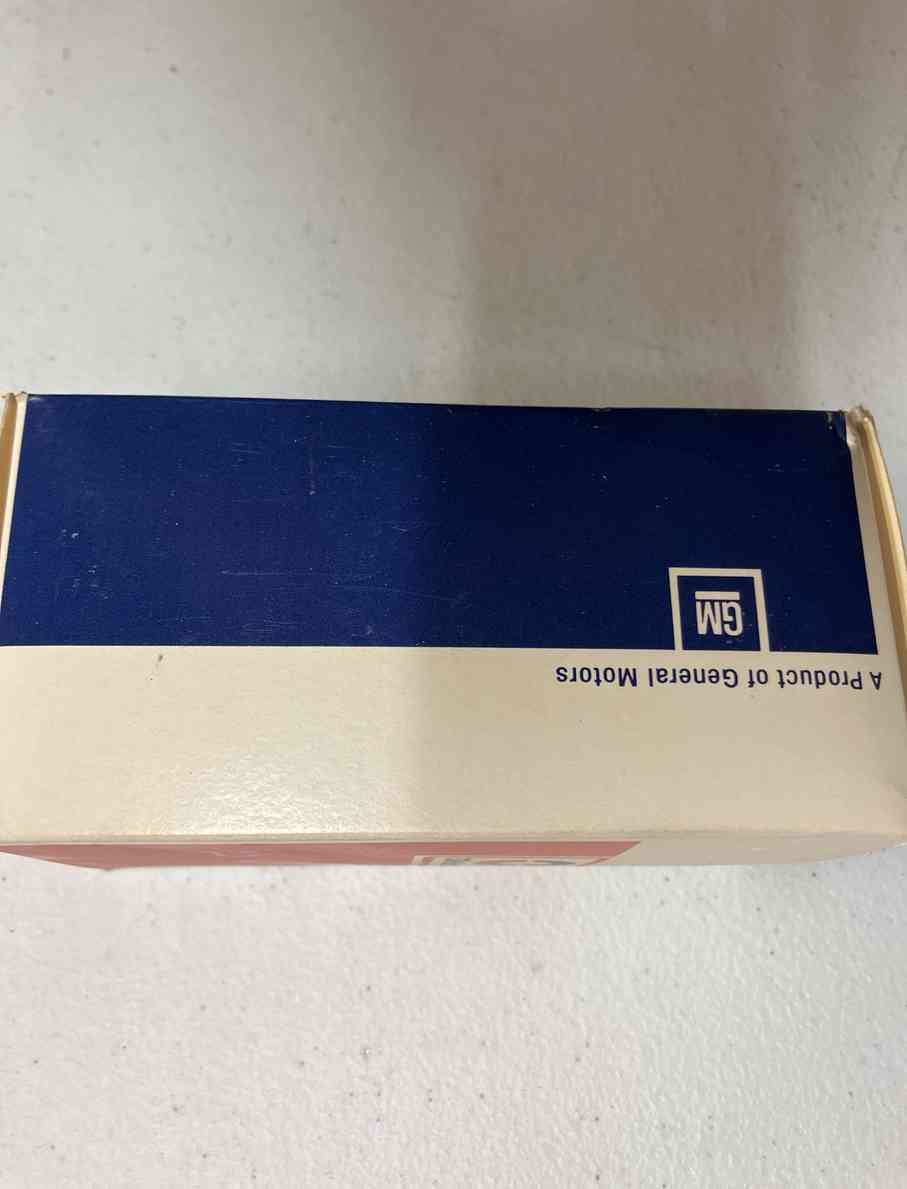 GM
A Product of General Motors